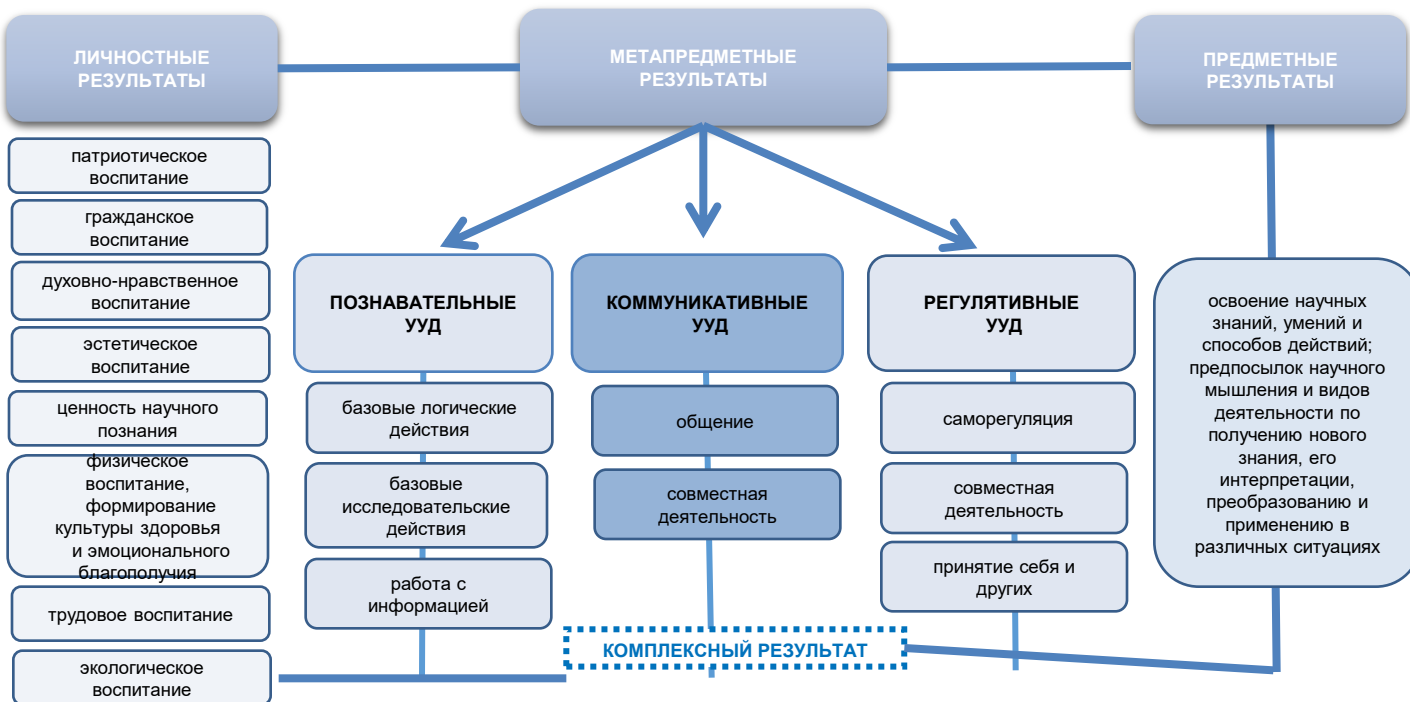 ЛИЧНОСТНЫЕ
РЕЗУЛЬТАТЫ
МЕТАПРЕДМЕТНЫЕ
РЕЗУЛЬТАТЫ
ПРЕДМЕТНЫЕ
РЕЗУЛЬТАТЫ
патриотическое
воспитание
гражданское
воспитание
духовно-нравственное
воспитание
эстетическое
воспитание
ценность научного
познания
физическое
воспитание,
формирование
культуры здоровья
и эмоционального
благополучия
трудовое воспитание
экологическое
воспитание
ПОЗНАВАТЕЛЬНЫЕ
УУД
базовые логические
действия
базовые
исследовательские
действия
работа с
информацией
КОММУНИКАТИВНЫЕ
УУД
общение
совместная
деятельность
РЕГУЛЯТИВНЫЕ
УУД
саморегуляция
совместная
деятельность
принятие себя и
других
освоение научных
знаний, умений и
способов действий;
предпосылок научного
мышления и видов
деятельности по
получению нового
знания, его
интерпретации,
преобразованию и
применению в
различных ситуациях
КОМПЛЕКСНЫЙ РЕЗУЛЬТАТ